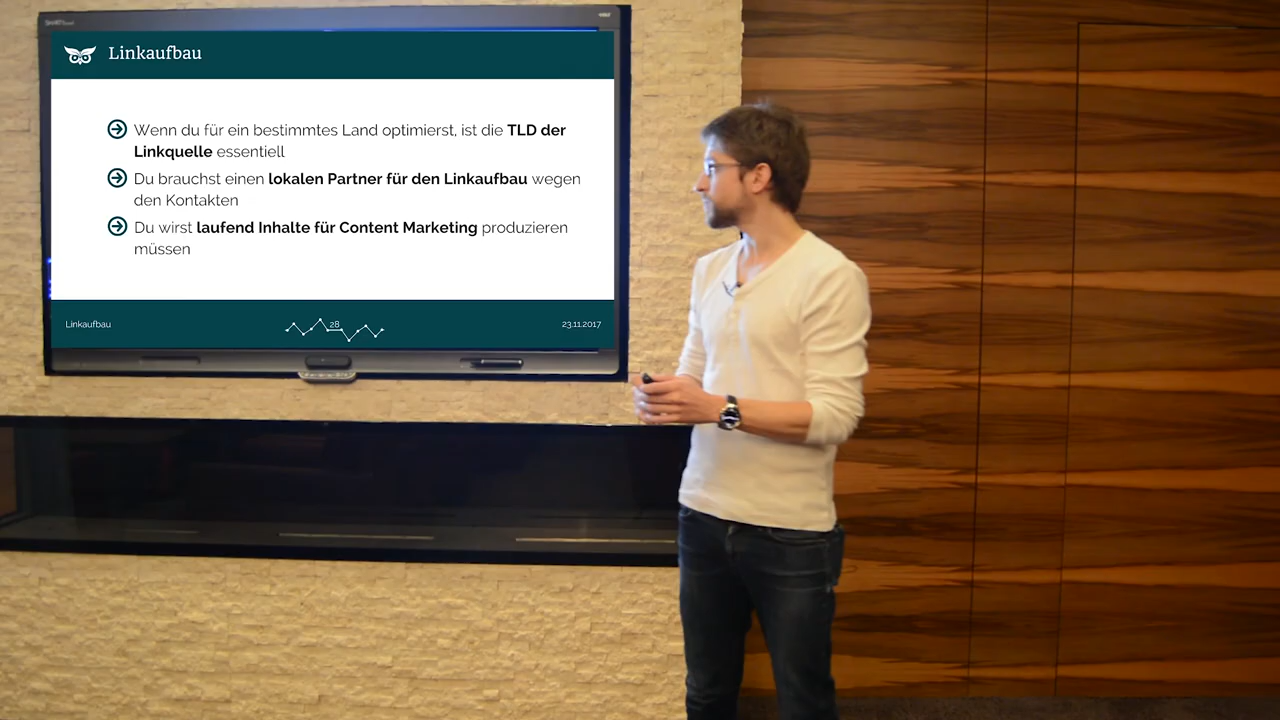 Linkaufbau
Wenn du für ein bestimmtes Land optimierst, ist die TLD der
Linkquelle essentiell
Du brauchst einen lokalen Partner für den Linkaufbau wegen
den Kontakten
Du wirst laufend Inhalte für Content Marketing produzieren
müssen
Linkaufbau
28
23.11.2017